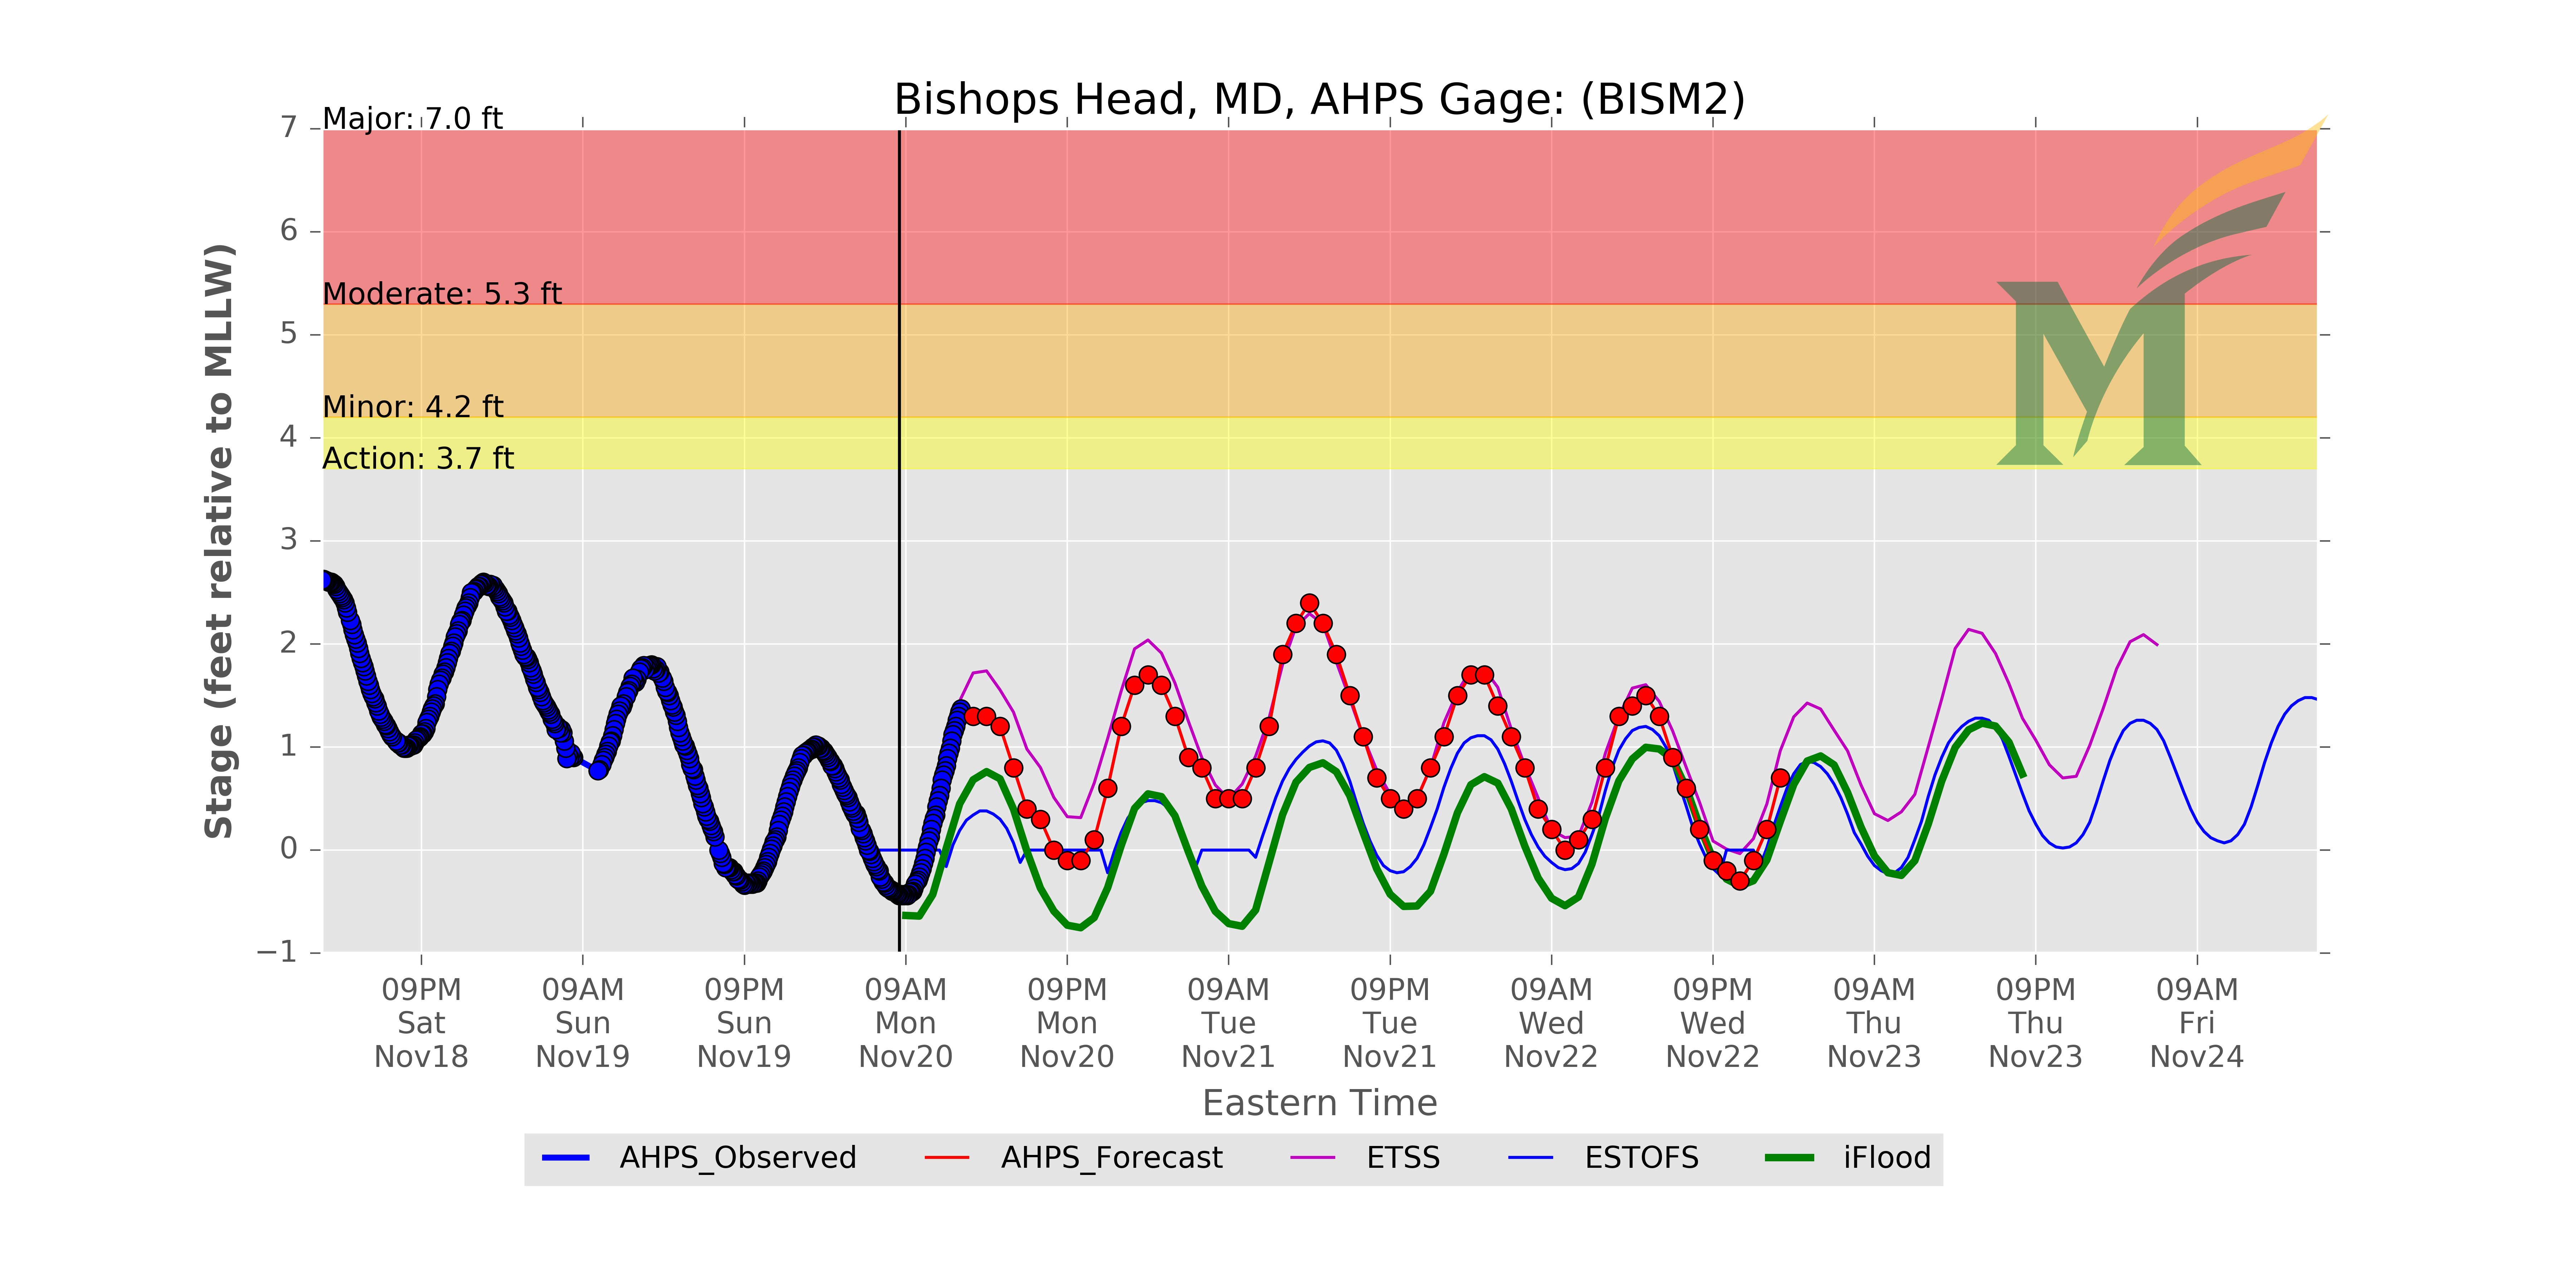 Bishops Head, MD, AHPS Gage: (BISM2)
Major: 7.0 ft
Moderate: 5.3 ft
Minor: 4.2 ft
Action: 3.7 ft
Stage (feet relative to MLLW)
7
6
5
4
3
2
1
0
−1
09PM Sat Nov18
09AM Sun Nov19
09PM Sun Nov19
09AM Mon Nov20
09PM Mon Nov20
09AM Tue Nov21
09PM Tue Nov21
09AM Wed Nov22
09PM Wed Nov22
09AM Thu Nov23
09PM Thu Nov23
09AM Fri Nov24
Eastern Time
AHPS_Observed
AHPS_Forecast
ETSS
ESTOFS
iFlood
M